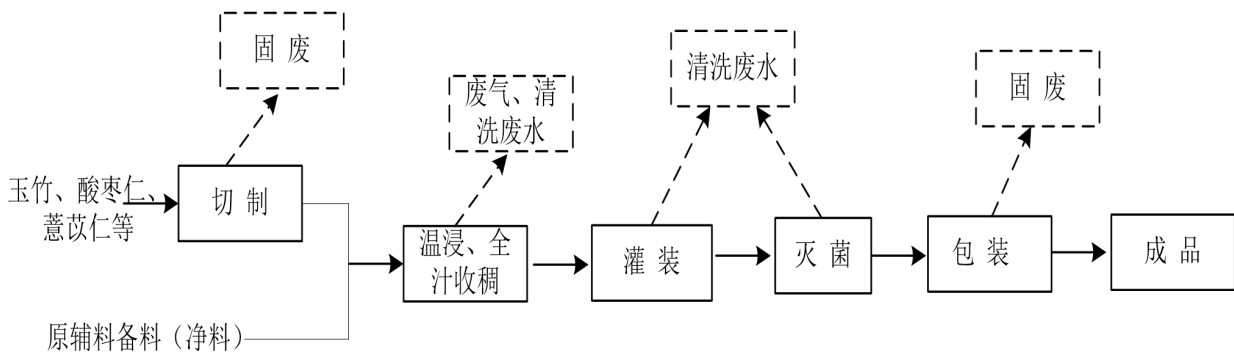 固 废
清洗废水
固 废
废气、清
洗废水
玉竹、酸枣仁、
薏苡仁等
切 制
温浸、全
汁收稠
灌 装
灭 菌
包 装
成 品
原辅料备料（净料）